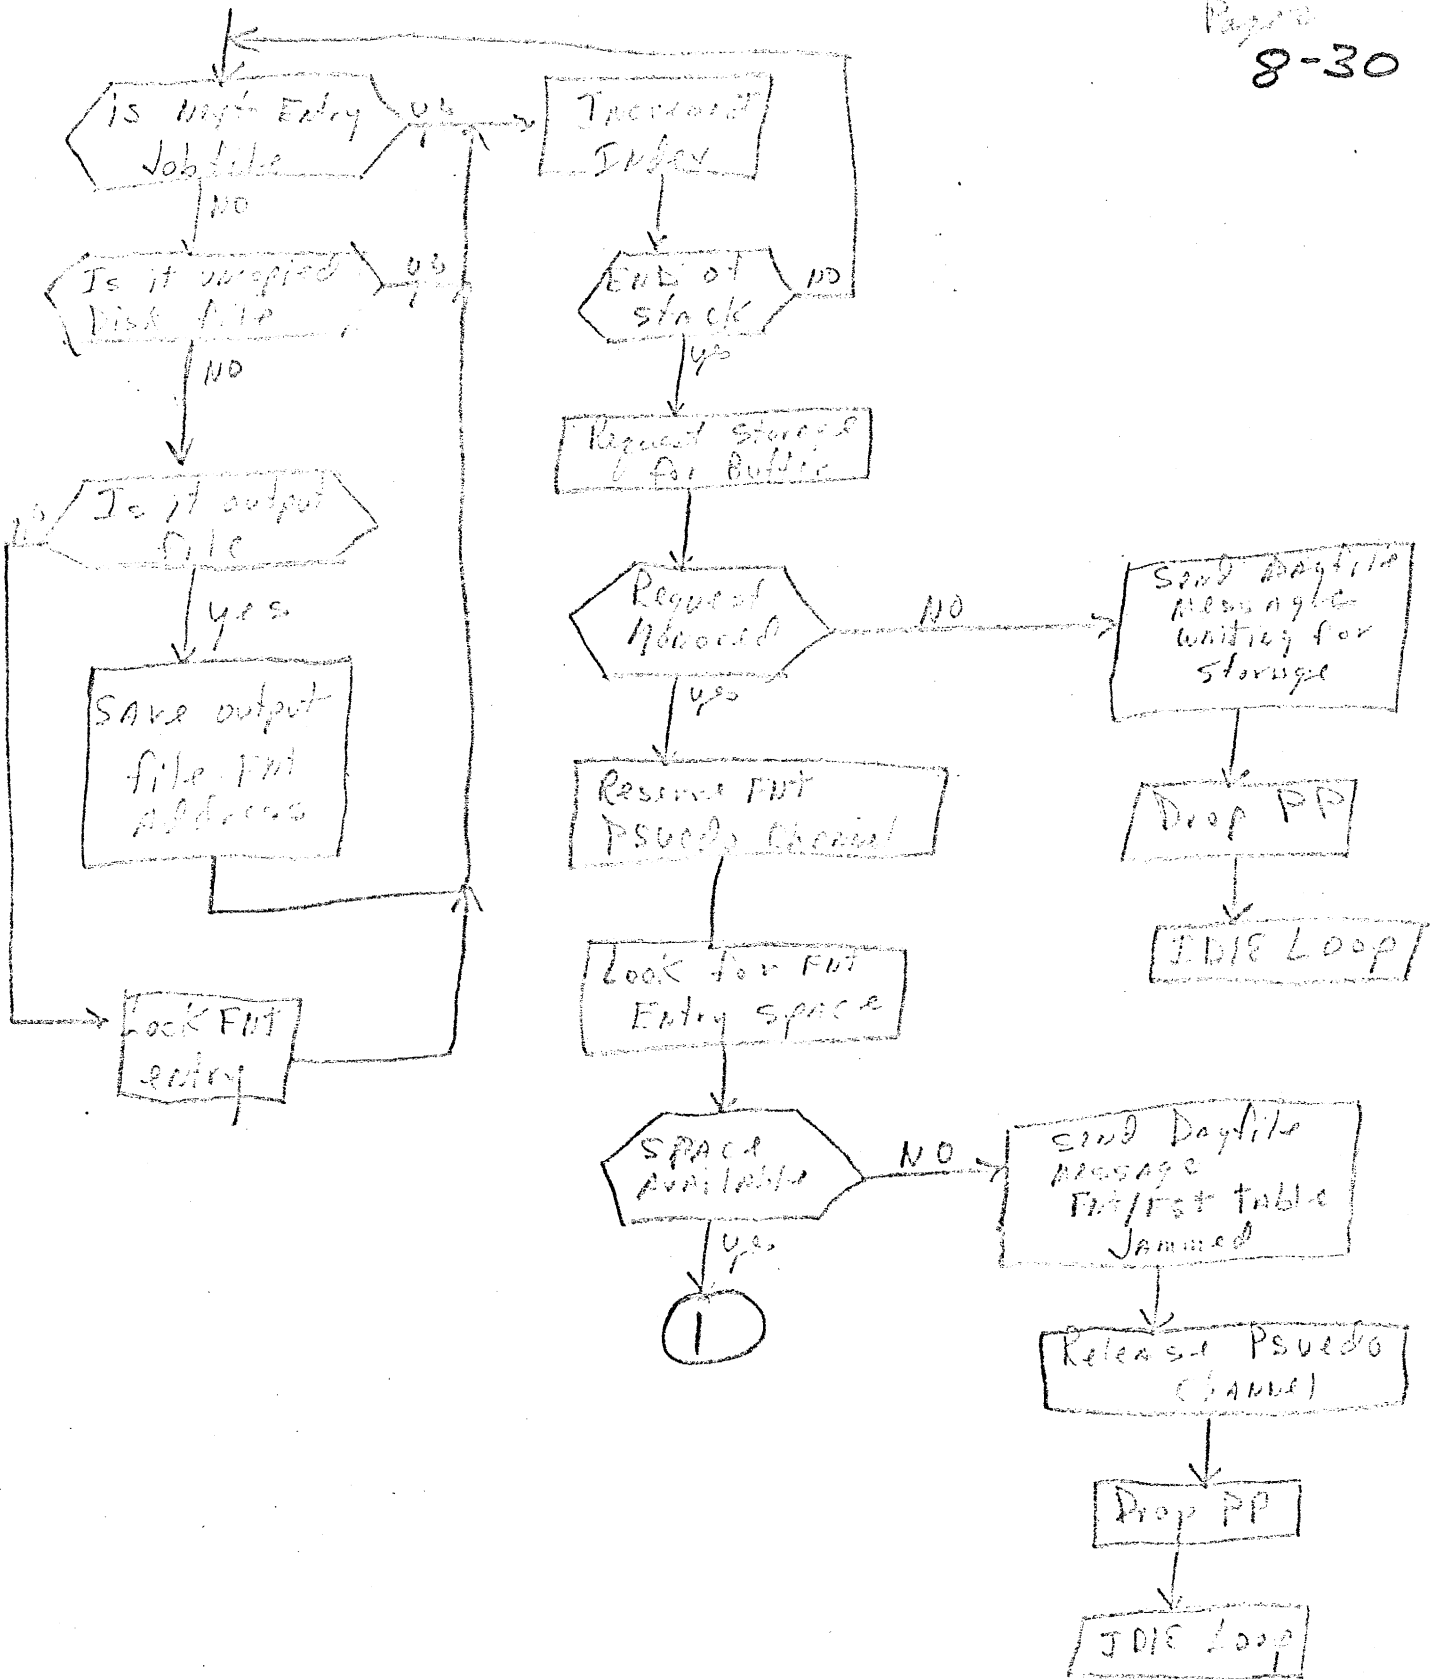 Page
8-30
is Next Entry
Job file
yes
NO
Increment
Index
Is it uncopied
Disk file
yes
NO
End of
stack
NO
yes
Request Storage
for Buffer
Is it output
file
yes
Request
Honored
NO
yes
Send Dayfile
Message
waiting for
storage
Save output
file FNT
Address
Reserve FNT
Psuedo Channel
Drop PP
IDLE Loop
Look for FNT
Entry space
Lock FNT
entry
Space
Available
NO
yes
Send Dayfile
message
FNT/FST table
Jammed
1
Release Psuedo
Channel
Drop PP
IDLE Loop